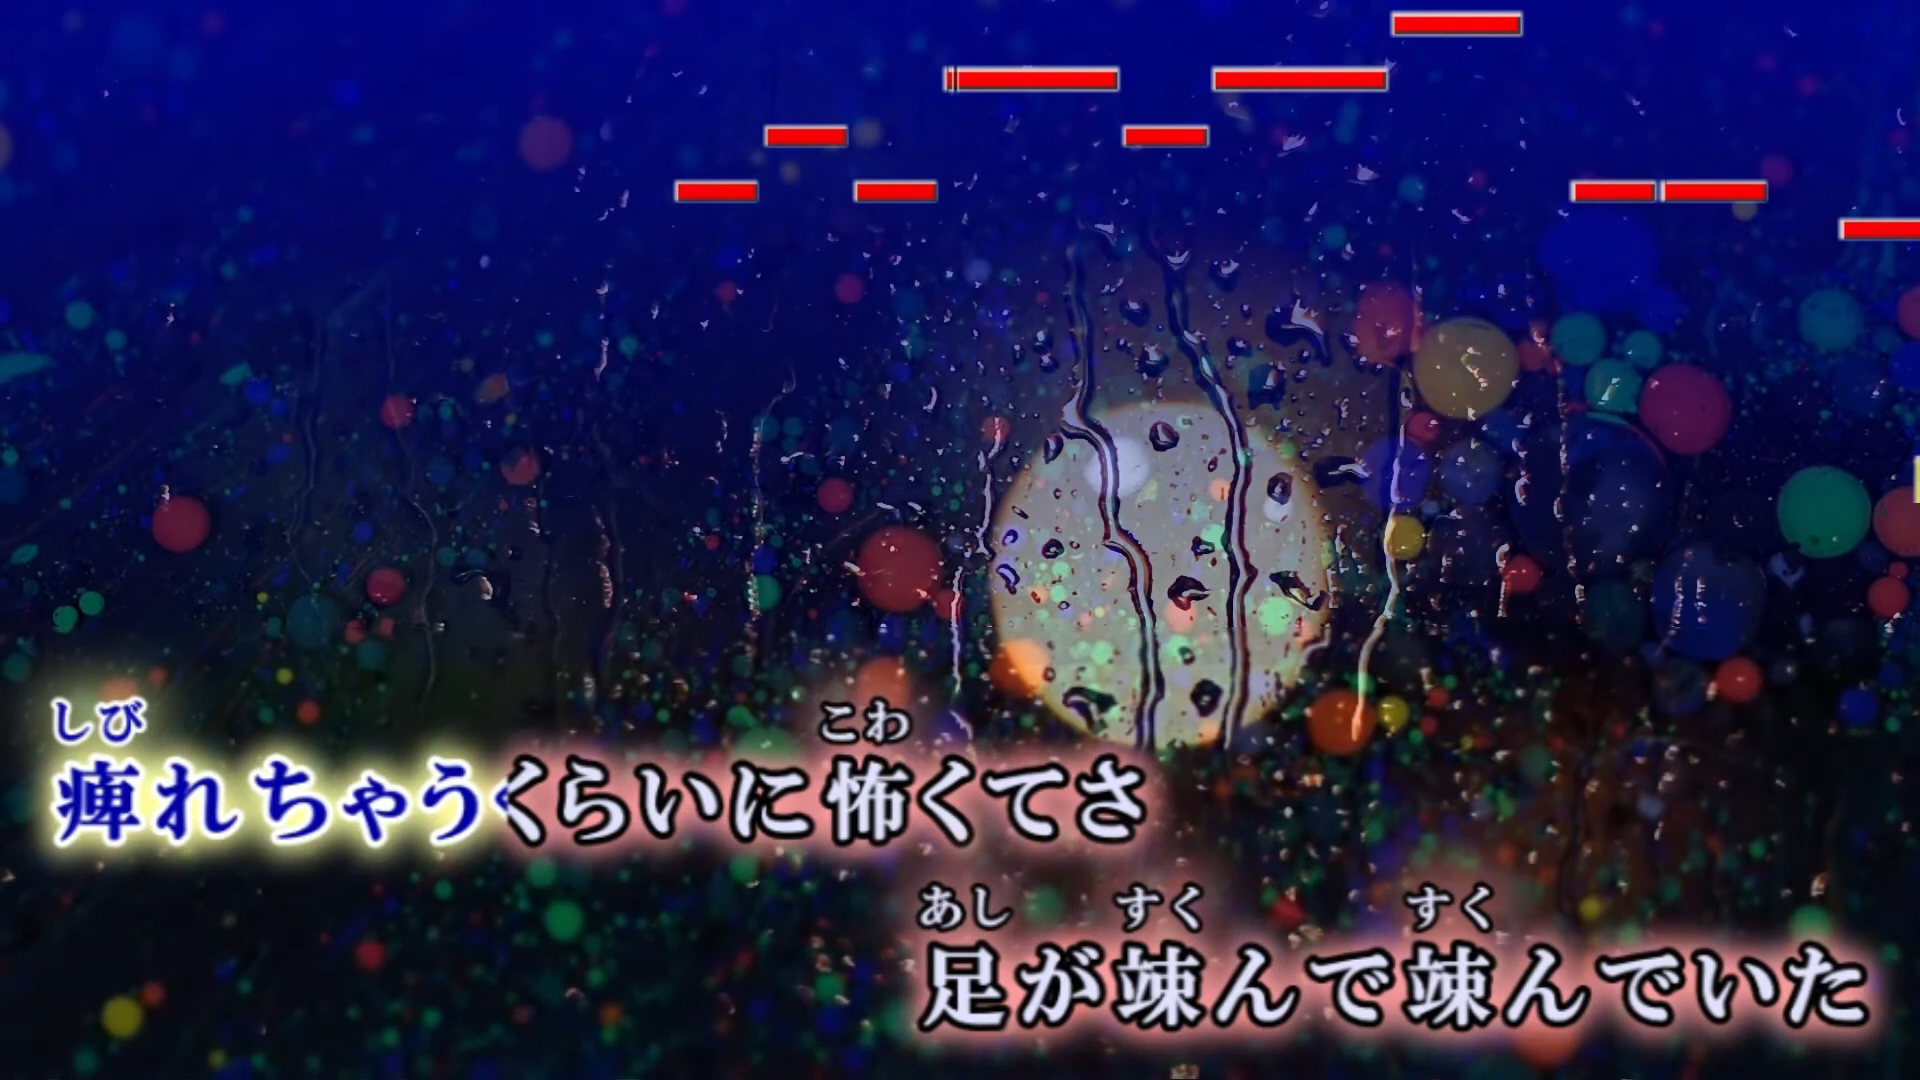 しび こわ
痺れちゃうくらいに怖くてさ
あし すく すく
足が竦んで竦んでいた